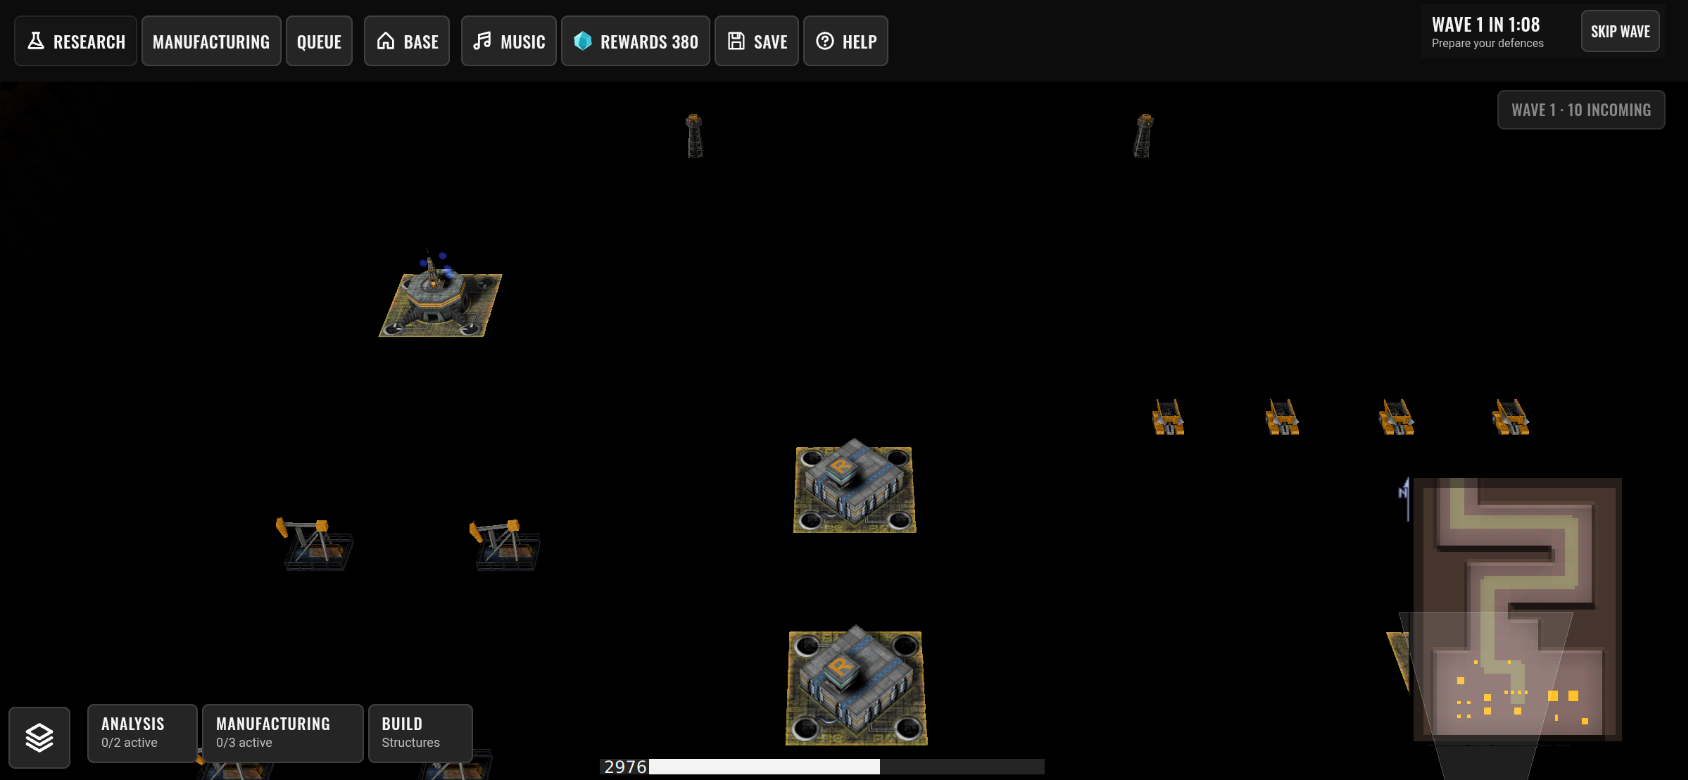 RESEARCH
MANUFACTURING
QUEUE
BASE
MUSIC
REWARDS 380
SAVE
HELP
WAVE 1 IN 1:08
Prepare your defences
SKIP WAVE
WAVE 1 · 10 INCOMING
R
N
R
ANALYSIS
0/2 active
MANUFACTURING
0/3 active
BUILD
Structures
2976